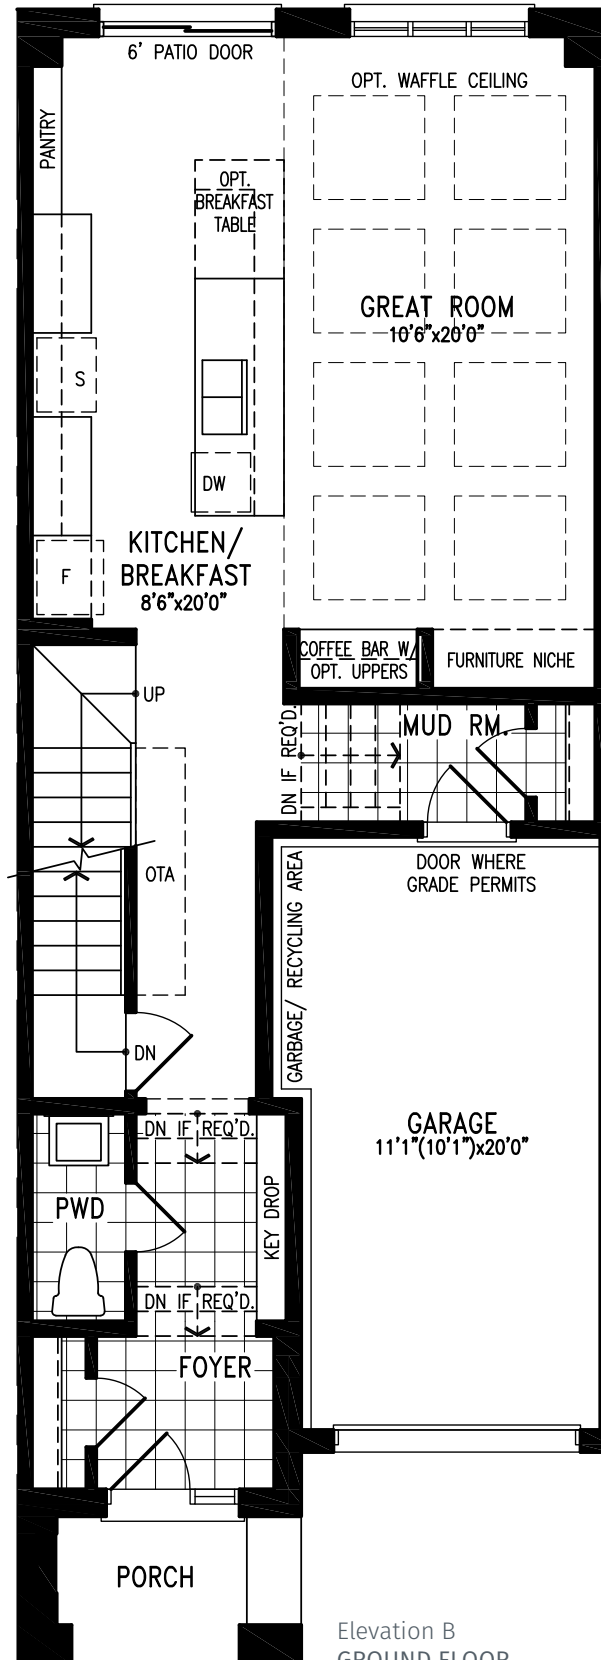 6' PATIO DOOR
OPT. WAFFLE CEILING
PANTRY
OPT.
BREAKFAST
TABLE
GREAT ROOM
10'6"x20'0"
S
DW
KITCHEN/
BREAKFAST
8'6"x20'0"
F
COFFEE BAR W/
OPT. UPPERS
FURNITURE NICHE
UP
DN IF REQ'D.
MUD RM.
OTA
DOOR WHERE
GRADE PERMITS
GARBAGE/ RECYCLING AREA
DN
GARAGE
11'1"(10'1")x20'0"
DN IF REQ'D.
PWD
KEY DROP
DN IF REQ'D.
FOYER
PORCH
Elevation B
GROUND FLOOR